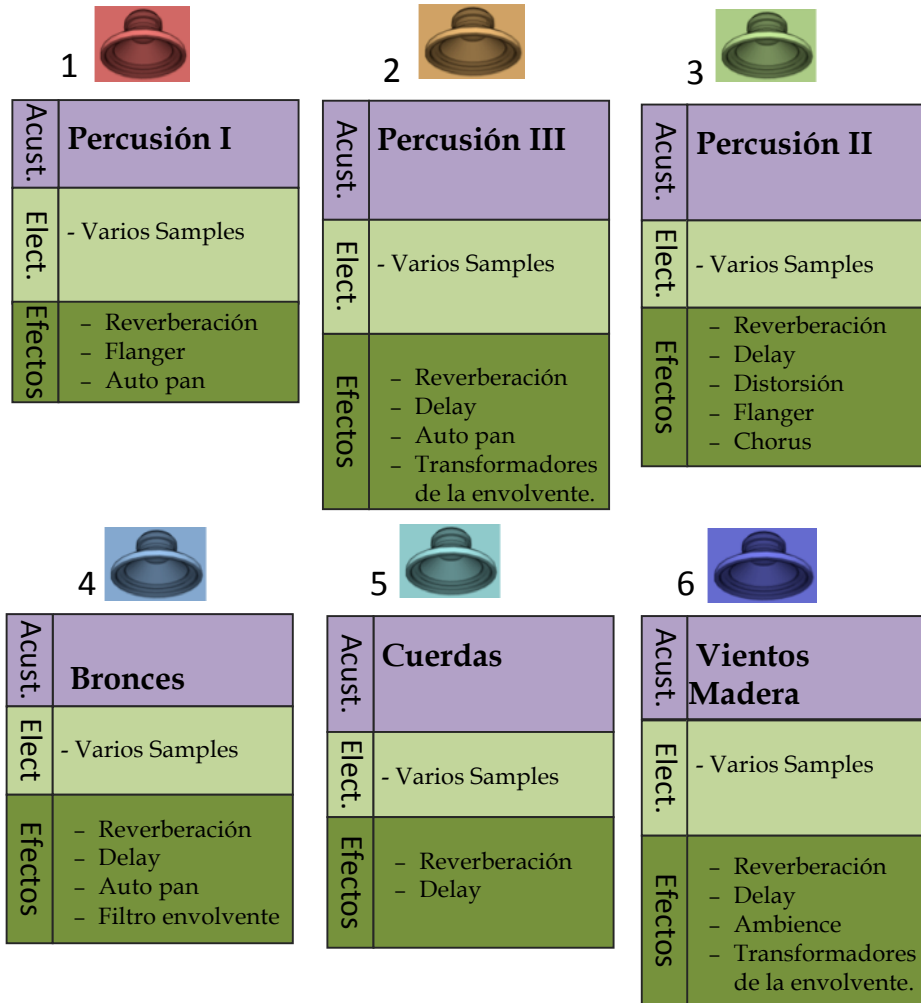 1
Acust.
Percusión I
Elect.
- Varios Samples
Efectos
– Reverberación
– Flanger
– Auto pan
2
Acust.
Percusión III
Elect.
- Varios Samples
Efectos
– Reverberación
– Delay
– Auto pan
– Transformadores
de la envolvente.
3
Acust.
Percusión II
Elect.
- Varios Samples
Efectos
– Reverberación
– Delay
– Distorsión
– Flanger
– Chorus
4
Acust.
Bronces
Elect
- Varios Samples
Efectos
– Reverberación
– Delay
– Auto pan
– Filtro envolvente
5
Acust.
Cuerdas
Elect.
- Varios Samples
Efectos
– Reverberación
– Delay
6
Acust.
Vientos
Madera
Elect.
- Varios Samples
Efectos
– Reverberación
– Delay
– Ambience
– Transformadores
de la envolvente.